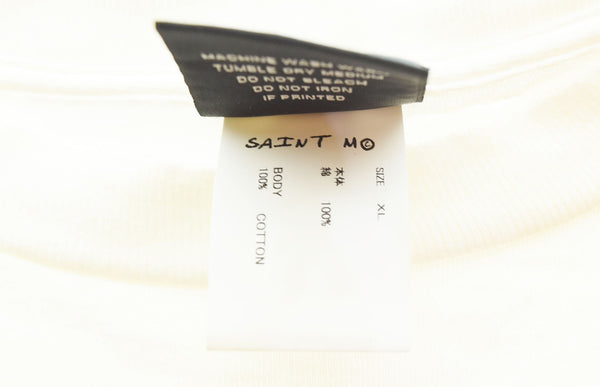 MACHINE WASH WARM
TUMBLE DRY MEDIUM
DO NOT BLEACH
DO NOT IRON
IF PRINTED
SAINT M©
SIZE XL
本体
綿 100%
BODY
100% COTTON